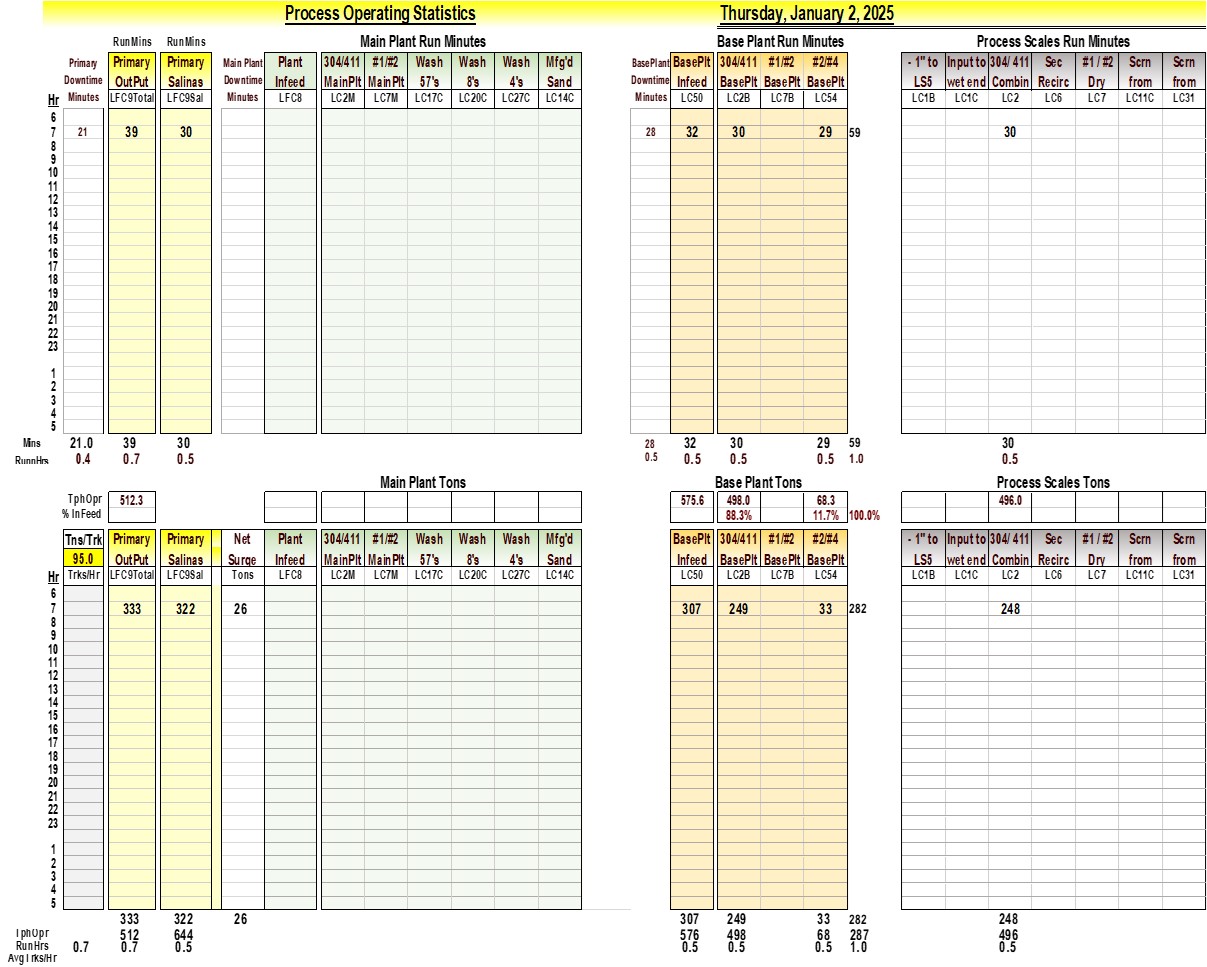 Process Operating Statistics Thursday, January 2, 2025
RunMins RunMins Main Plant Run Minutes Base Plant Run Minutes Process Scales Run Minutes
Primary Primary Primary Main Plant Plant 304/411 #1/#2 Wash Wash Wash Mfg'd BasePlant BasePlt 304/411 #1/#2 #2/#4 - 1" to Input to 304/ 411 Sec #1 / #2 Scrn Scrn
Downtime OutPut Salinas Downtime Infeed MainPlt MainPlt 57's 8's 4's Sand Downtime Infeed BasePlt BasePlt BasePlt LS5 wet end Combin Recirc Dry from from
Hr Minutes LFC9Total LFC9Sal Minutes LFC8 LC2M LC7M LC17C LC20C LC27C LC14C Minutes LC50 LC2B LC7B LC54 LC1B LC1C LC2 LC6 LC7 LC11C LC31
6
7 21 39 30 28 32 30 29 59 30
8
9
10
11
12
13
14
15
16
17
18
19
20
21
22
23
1
2
3
4
5
Mins 21.0 39 30 28 32 30 29 59 30
RunnHrs 0.4 0.7 0.5 0.5 0.5 0.5 0.5 1.0 0.5
Main Plant Tons Base Plant Tons Process Scales Tons
TphOpr 512.3 575.6 498.0 68.3 496.0
% InFeed 88.3% 11.7% 100.0%
Tns/Trk Primary Primary Net Plant 304/411 #1/#2 Wash Wash Wash Mfg'd BasePlt 304/411 #1/#2 #2/#4 - 1" to Input to 304/ 411 Sec #1 / #2 Scrn Scrn
95.0 OutPut Salinas Surge Infeed MainPlt MainPlt 57's 8's 4's Sand Infeed BasePlt BasePlt BasePlt LS5 wet end Combin Recirc Dry from from
Hr Trks/Hr LFC9Total LFC9Sal Tons LFC8 LC2M LC7M LC17C LC20C LC27C LC14C LC50 LC2B LC7B LC54 LC1B LC1C LC2 LC6 LC7 LC11C LC31
6
7 333 322 26 307 249 33 282 248
8
9
10
11
12
13
14
15
16
17
18
19
20
21
22
23
1
2
3
4
5
333 322 26 307 249 33 282 248
TphOpr 512 644 576 498 68 287 496
RunHrs 0.7 0.7 0.5 0.5 0.5 0.5 1.0 0.5
AvgTrks/Hr